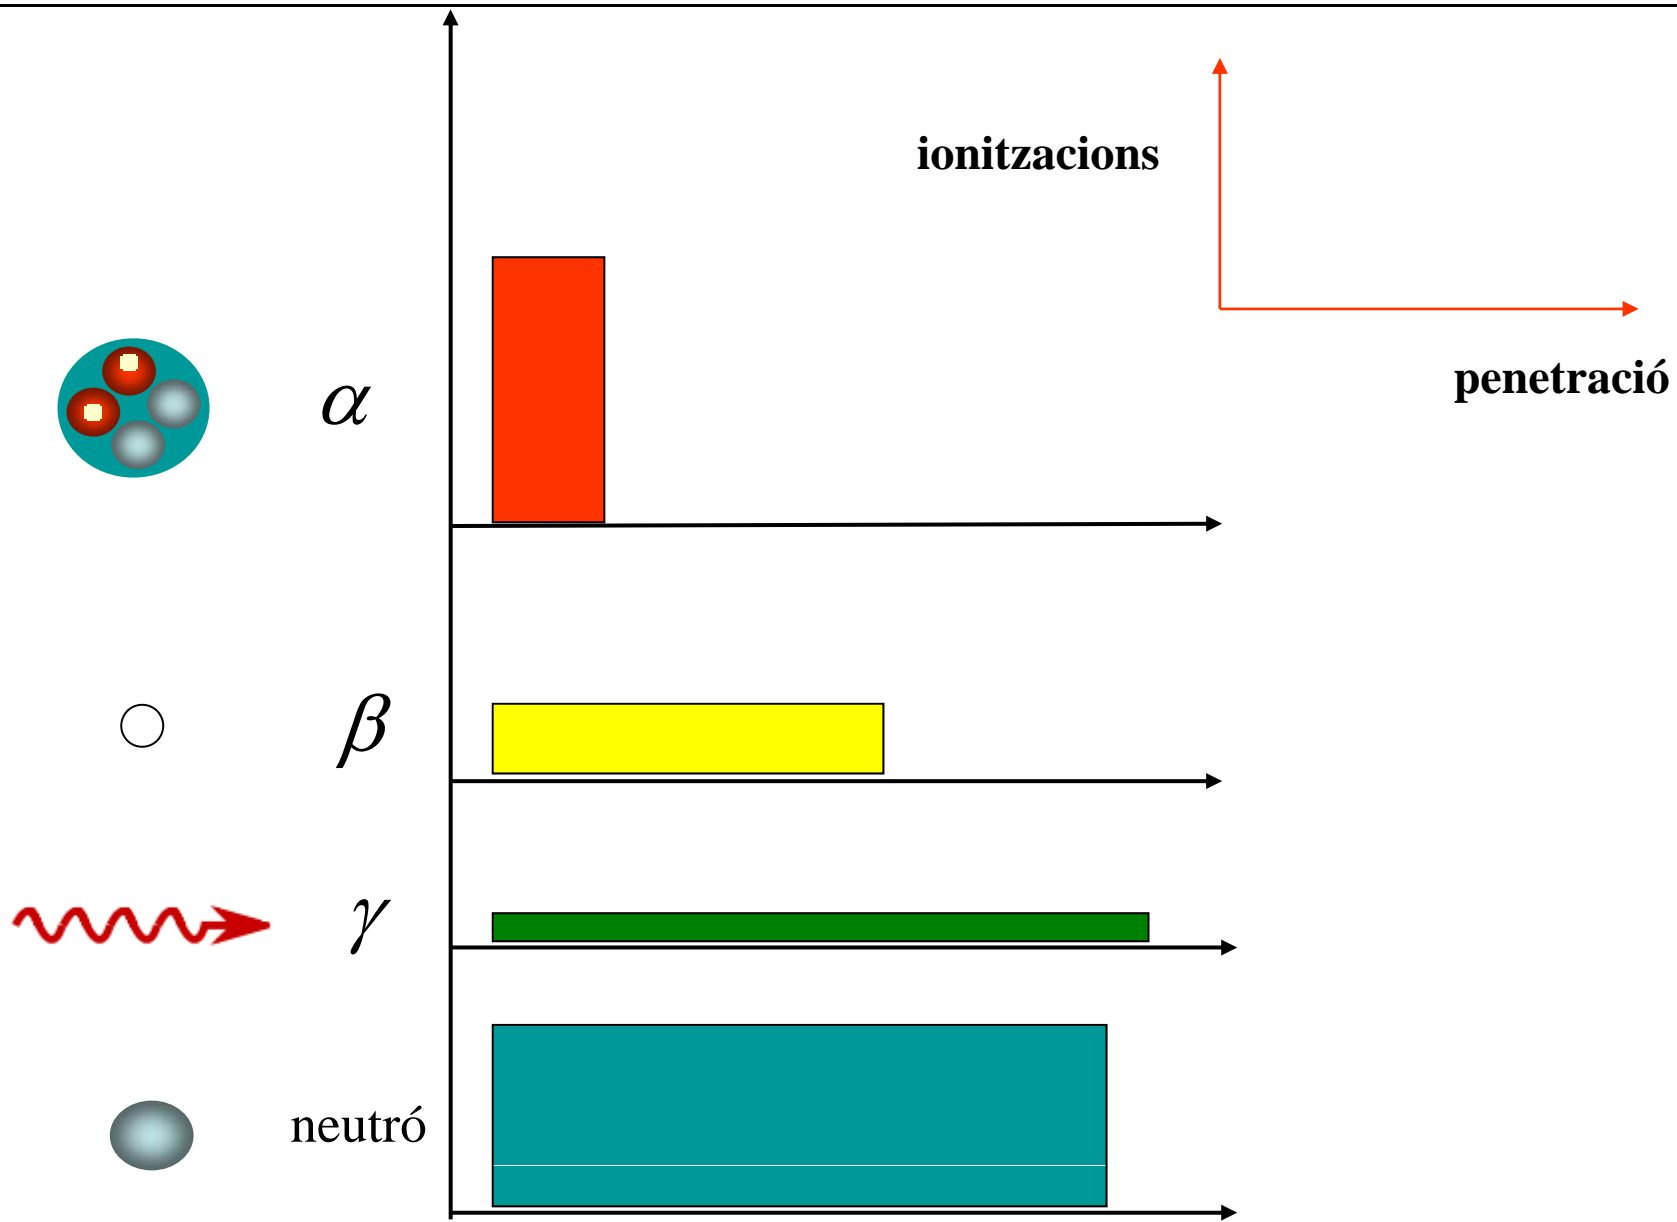 ionitzacions
penetració
α
β
γ
neutró